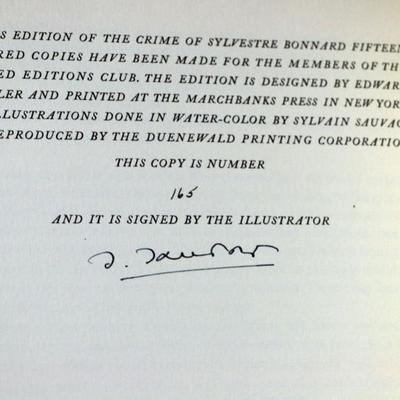 S EDITION OF THE CRIME OF SYLVESTRE BONNARD FIFTEEN
RED COPIES HAVE BEEN MADE FOR THE MEMBERS OF TH
ED EDITIONS CLUB. THE EDITION IS DESIGNED BY EDWAR
LER AND PRINTED AT THE MARCHBANKS PRESS IN NEW YOR
LLUSTRATIONS DONE IN WATER-COLOR BY SYLVAIN SAUVAG
EPRODUCED BY THE DUENEWALD PRINTING CORPORATIO
THIS COPY IS NUMBER
165
AND IT IS SIGNED BY THE ILLUSTRATOR